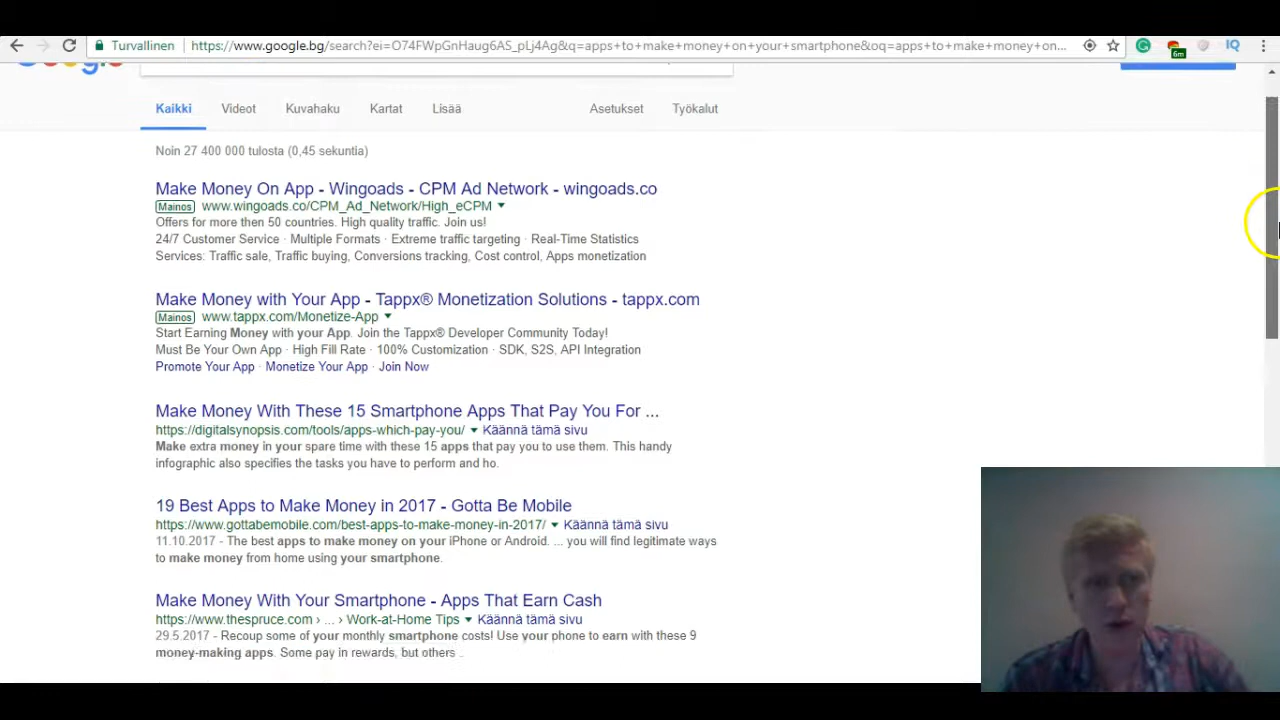 Turvallinen https://www.google.bg/search?ei=O74FWpGnHaug6AS_pLj4Ag&q=apps+to+make+money+on+your+smartphone&oq=apps+to+make+money+on...
6m
IQ
Kaikki Videot Kuvahaku Kartat Lisää Asetukset Työkalut
Noin 27 400 000 tulosta (0,45 sekuntia)
Make Money On App - Wingoads - CPM Ad Network - wingoads.co
Mainos www.wingoads.co/CPM_Ad_Network/High_eCPM
Offers for more then 50 countries. High quality traffic. Join us!
24/7 Customer Service · Multiple Formats · Extreme traffic targeting · Real-Time Statistics
Services: Traffic sale, Traffic buying, Conversions tracking, Cost control, Apps monetization
Make Money with Your App - Tappx® Monetization Solutions - tappx.com
Mainos www.tappx.com/Monetize-App
Start Earning Money with your App. Join the Tappx® Developer Community Today!
Must Be Your Own App · High Fill Rate · 100% Customization · SDK, S2S, API Integration
Promote Your App · Monetize Your App · Join Now
Make Money With These 15 Smartphone Apps That Pay You For ...
https://digitalsynopsis.com/tools/apps-which-pay-you/ Käännä tämä sivu
Make extra money in your spare time with these 15 apps that pay you to use them. This handy
infographic also specifies the tasks you have to perform and ho.
19 Best Apps to Make Money in 2017 - Gotta Be Mobile
https://www.gottabemobile.com/best-apps-to-make-money-in-2017/ Käännä tämä sivu
11.10.2017 - The best apps to make money on your iPhone or Android. ... you will find legitimate ways
to make money from home using your smartphone.
Make Money With Your Smartphone - Apps That Earn Cash
https://www.thespruce.com › ... › Work-at-Home Tips Käännä tämä sivu
29.5.2017 - Recoup some of your monthly smartphone costs! Use your phone to earn with these 9
money-making apps. Some pay in rewards, but others ..